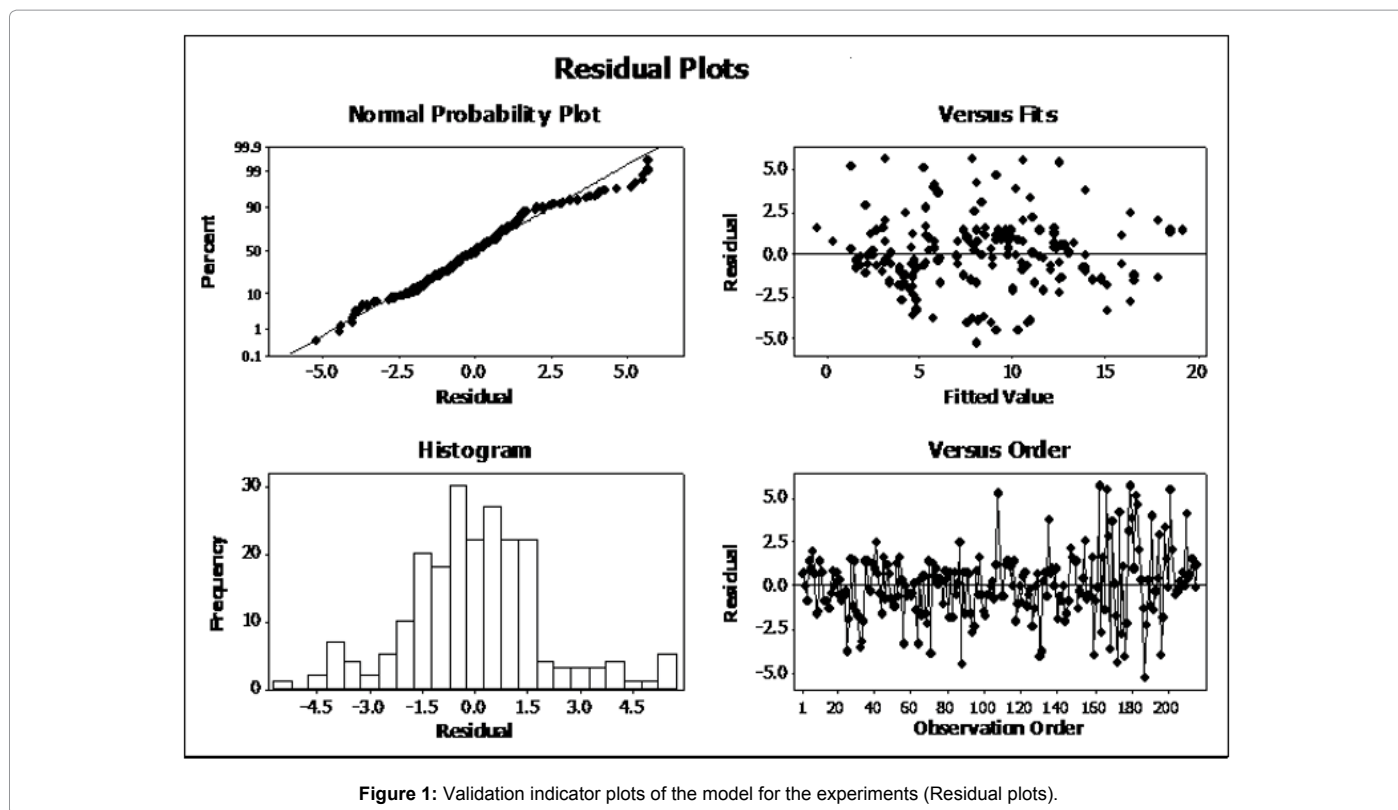 Residual Plots
Normal Probability Plot
Percent
99.9
99
90
50
10
1
0.1
-5.0 -2.5 0.0 2.5 5.0
Residual
Versus Fits
Residual
5.0
2.5
0.0
-2.5
-5.0
0 5 10 15 20
Fitted Value
Histogram
Frequency
30
20
10
0
-4.5 -3.0 -1.5 0.0 1.5 3.0 4.5
Residual
Versus Order
Residual
5.0
2.5
0.0
-2.5
-5.0
1 20 40 60 80 100 120 140 160 180 200
Observation Order
Figure 1: Validation indicator plots of the model for the experiments (Residual plots).